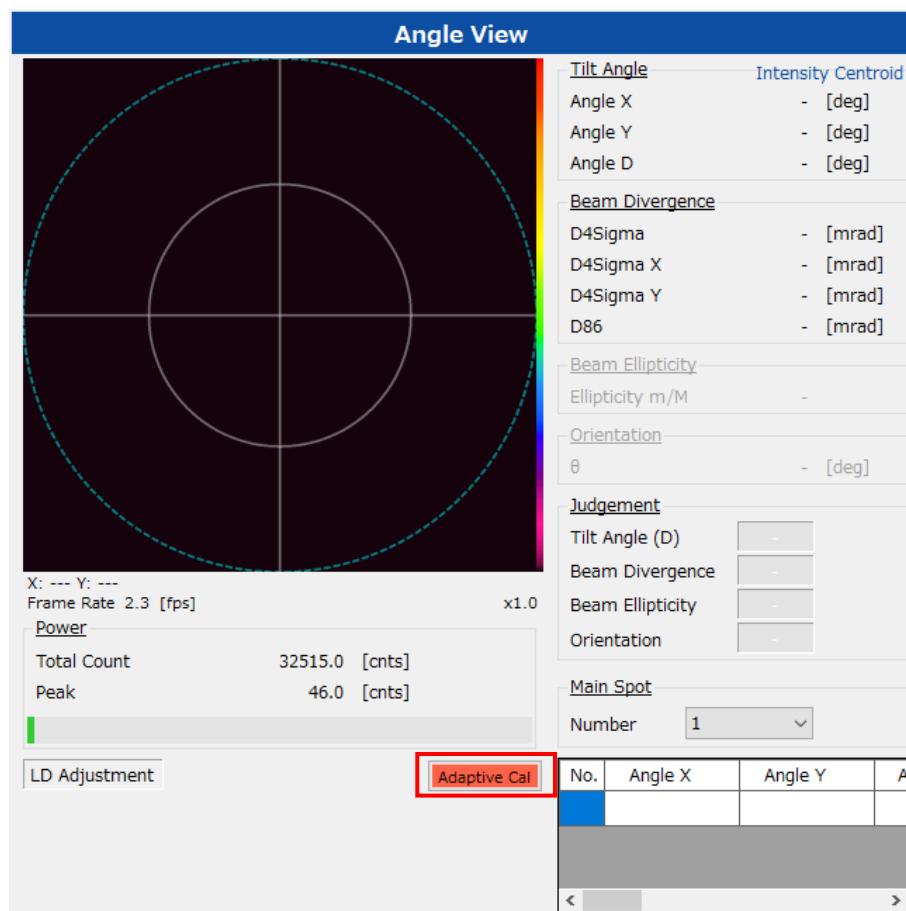 Angle View
Tilt Angle Intensity Centroid
Angle X - [deg]
Angle Y - [deg]
Angle D - [deg]
Beam Divergence
D4Sigma - [mrad]
D4Sigma X - [mrad]
D4Sigma Y - [mrad]
D86 - [mrad]
Beam Ellipticity
Ellipticity m/M -
Orientation
θ - [deg]
Judgement
Tilt Angle (D) -
Beam Divergence -
Beam Ellipticity -
Orientation -
Main Spot
Number 1
X: --- Y: ---
Frame Rate 2.3 [fps] x1.0
Power
Total Count 32515.0 [cnts]
Peak 46.0 [cnts]
LD Adjustment Adaptive Cal
No. Angle X Angle Y A